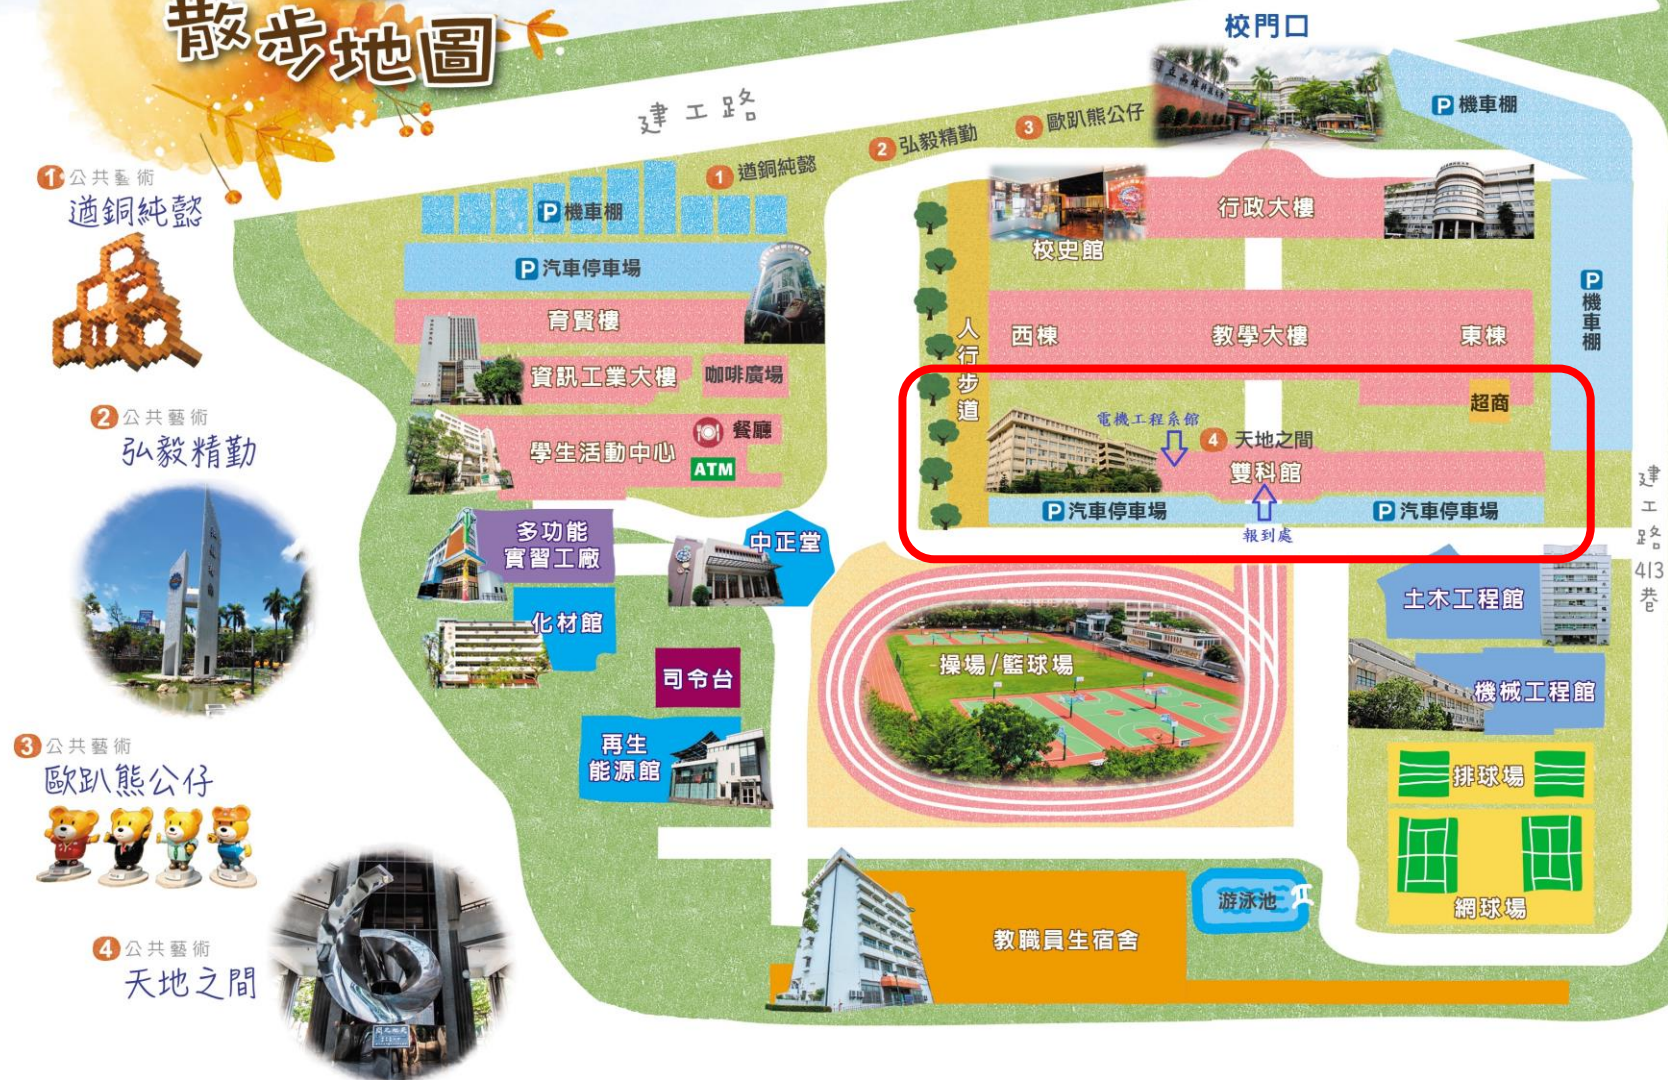 散步地圖
校門口
P 機車棚
建工路
3 歐趴熊公仔
2 弘毅精勤
1 遒銅純懿
1 公共藝術
遒銅純懿
P 機車棚
行政大樓
校史館
P 汽車停車場
P 機車棚
育賢樓
人行步道
西棟
教學大樓
東棟
資訊工業大樓
咖啡廣場
超商
2 公共藝術
弘毅精勤
電機工程系館
4 天地之間
雙科館
學生活動中心
餐廳
ATM
P 汽車停車場
P 汽車停車場
報到處
建工路413巷
多功能
實習工廠
中正堂
化材館
土木工程館
司令台
操場/籃球場
機械工程館
再生
能源館
3 公共藝術
歐趴熊公仔
排球場
網球場
游泳池
教職員生宿舍
4 公共藝術
天地之間